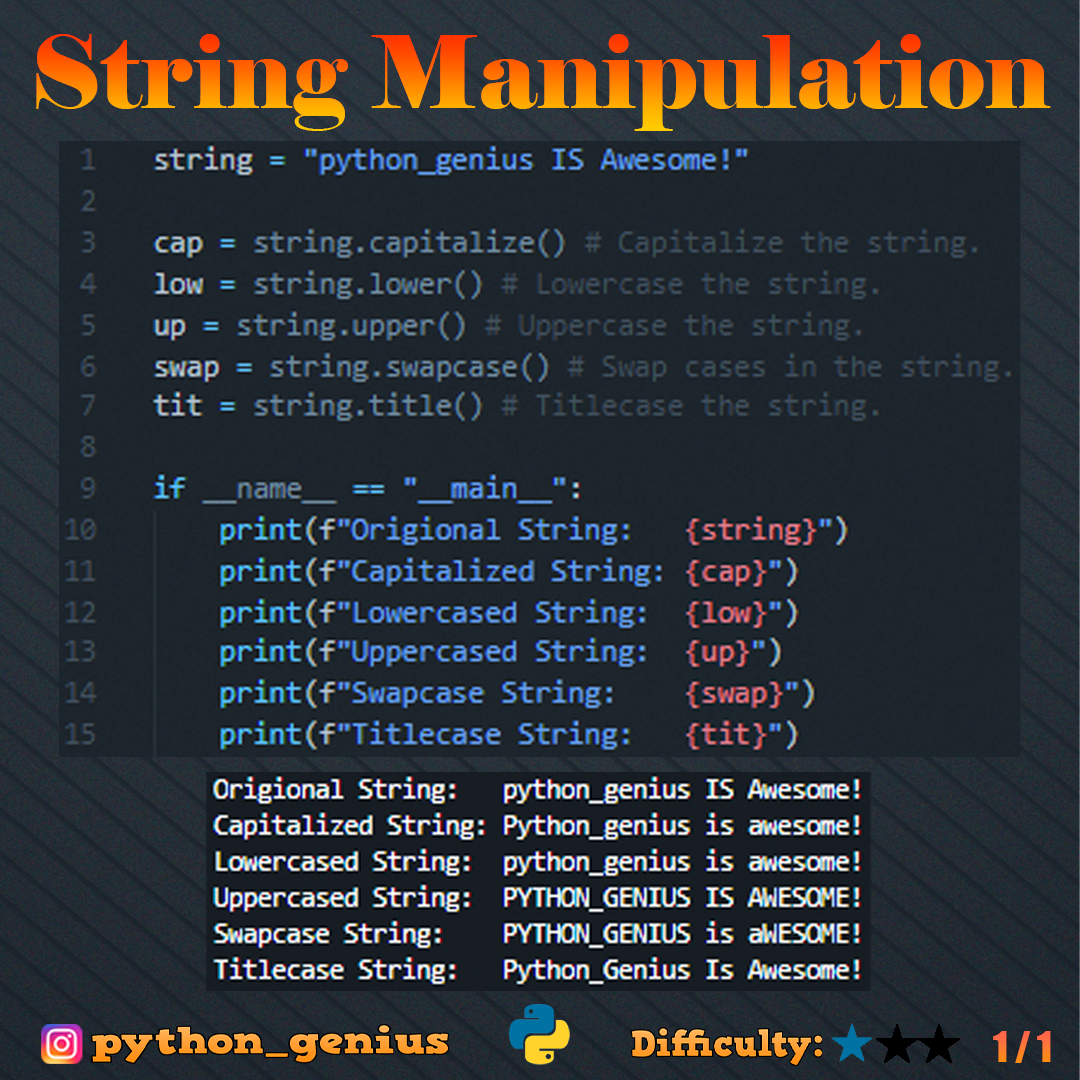 String Manipulation
1 string = "python_genius IS Awesome!"
2
3 cap = string.capitalize() # Capitalize the string.
4 low = string.lower() # Lowercase the string.
5 up = string.upper() # Uppercase the string.
6 swap = string.swapcase() # Swap cases in the string.
7 tit = string.title() # Titlecase the string.
8
9 if __name__ == "__main__":
10 print(f"Origional String:   {string}")
11 print(f"Capitalized String: {cap}")
12 print(f"Lowercased String:  {low}")
13 print(f"Uppercased String:  {up}")
14 print(f"Swapcase String:    {swap}")
15 print(f"Titlecase String:   {tit}")
Origional String:   python_genius IS Awesome!
Capitalized String: Python_genius is awesome!
Lowercased String:  python_genius is awesome!
Uppercased String:  PYTHON_GENIUS IS AWESOME!
Swapcase String:    PYTHON_GENIUS is aWESOME!
Titlecase String:   Python_Genius Is Awesome!
python_genius Difficulty: 1/1